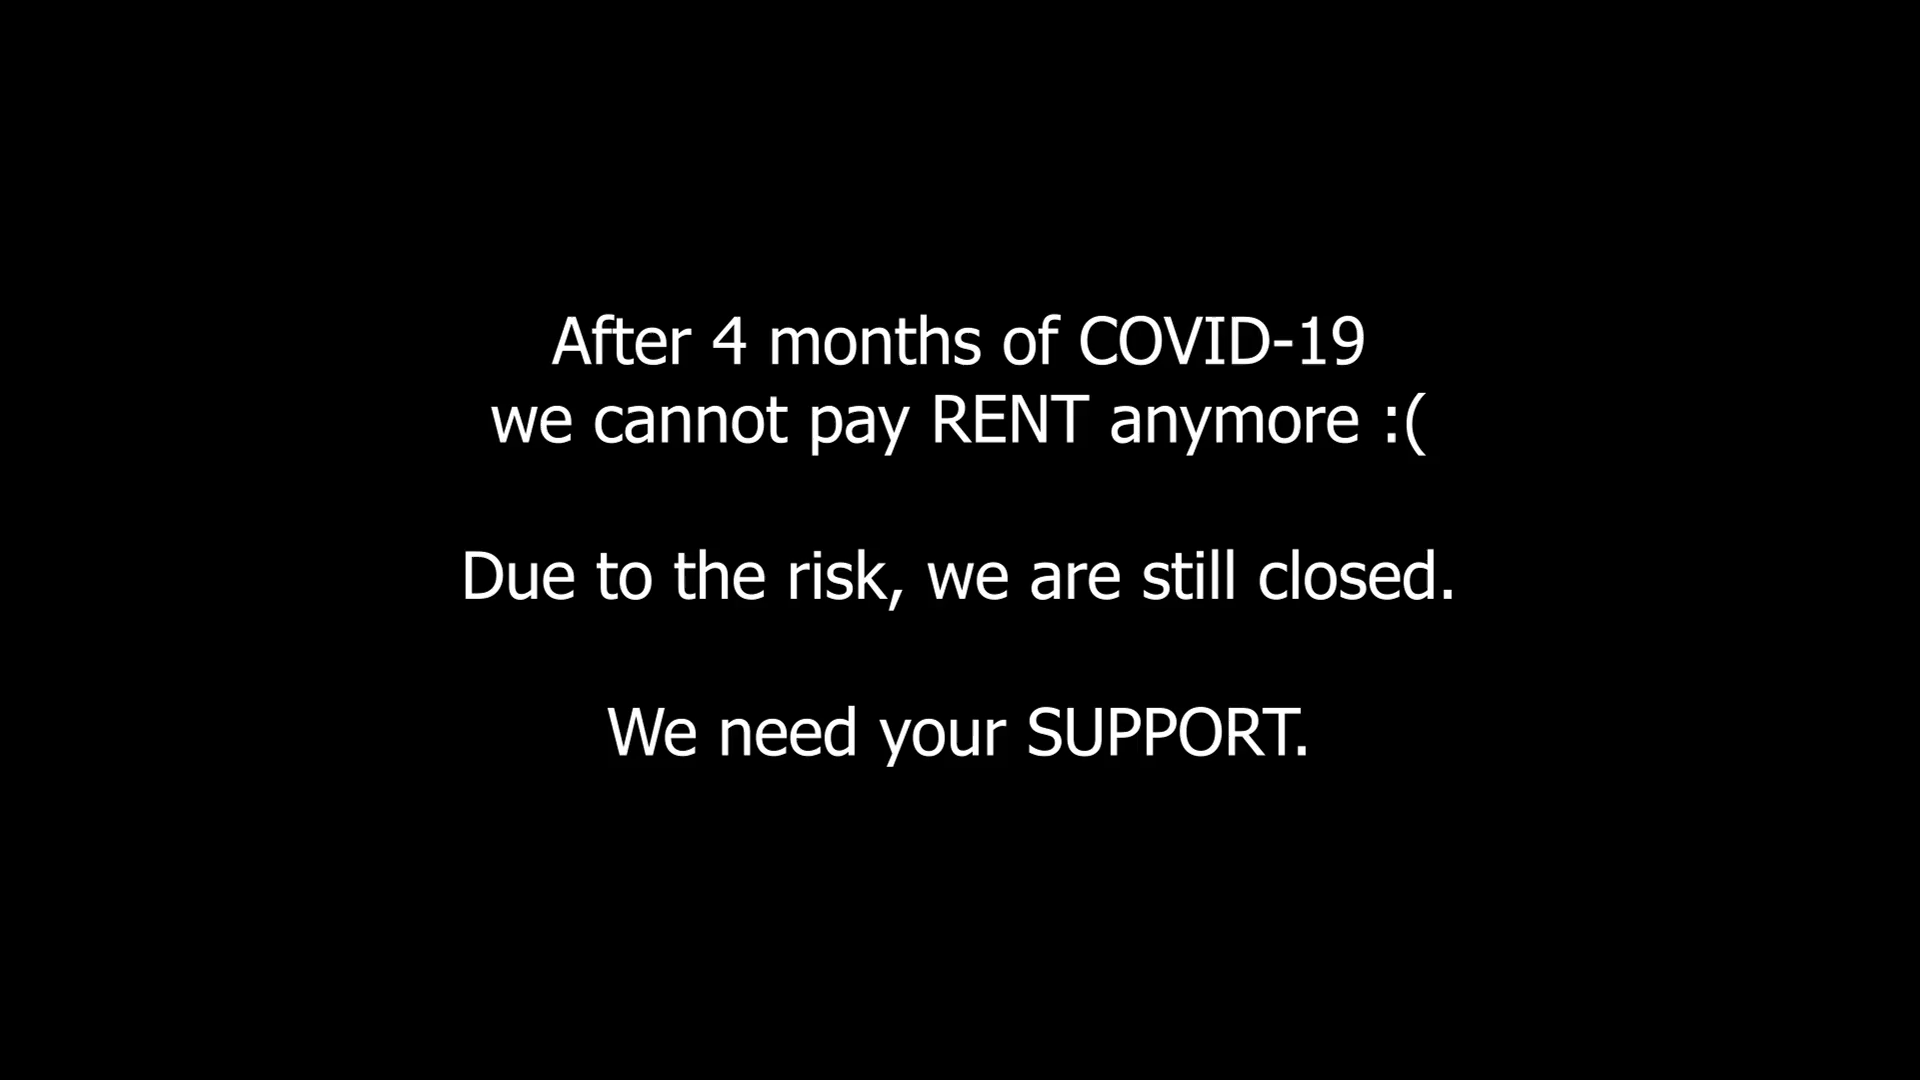 After 4 months of COVID-19
we cannot pay RENT anymore :(
Due to the risk, we are still closed.
We need your SUPPORT.